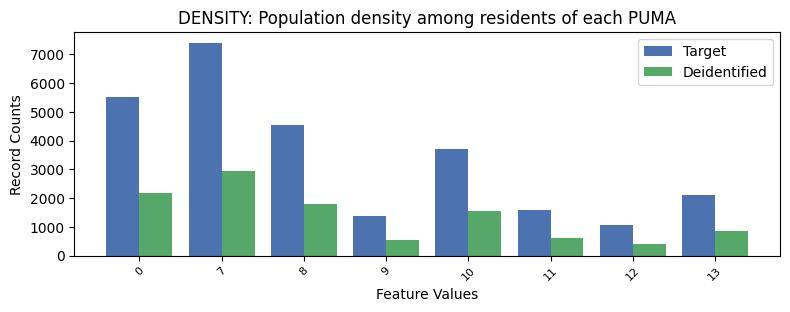 DENSITY: Population density among residents of each PUMA
Target
Deidentified
Record Counts
7000
6000
5000
4000
3000
2000
1000
0
0 7 8 9 10 11 12 13
Feature Values